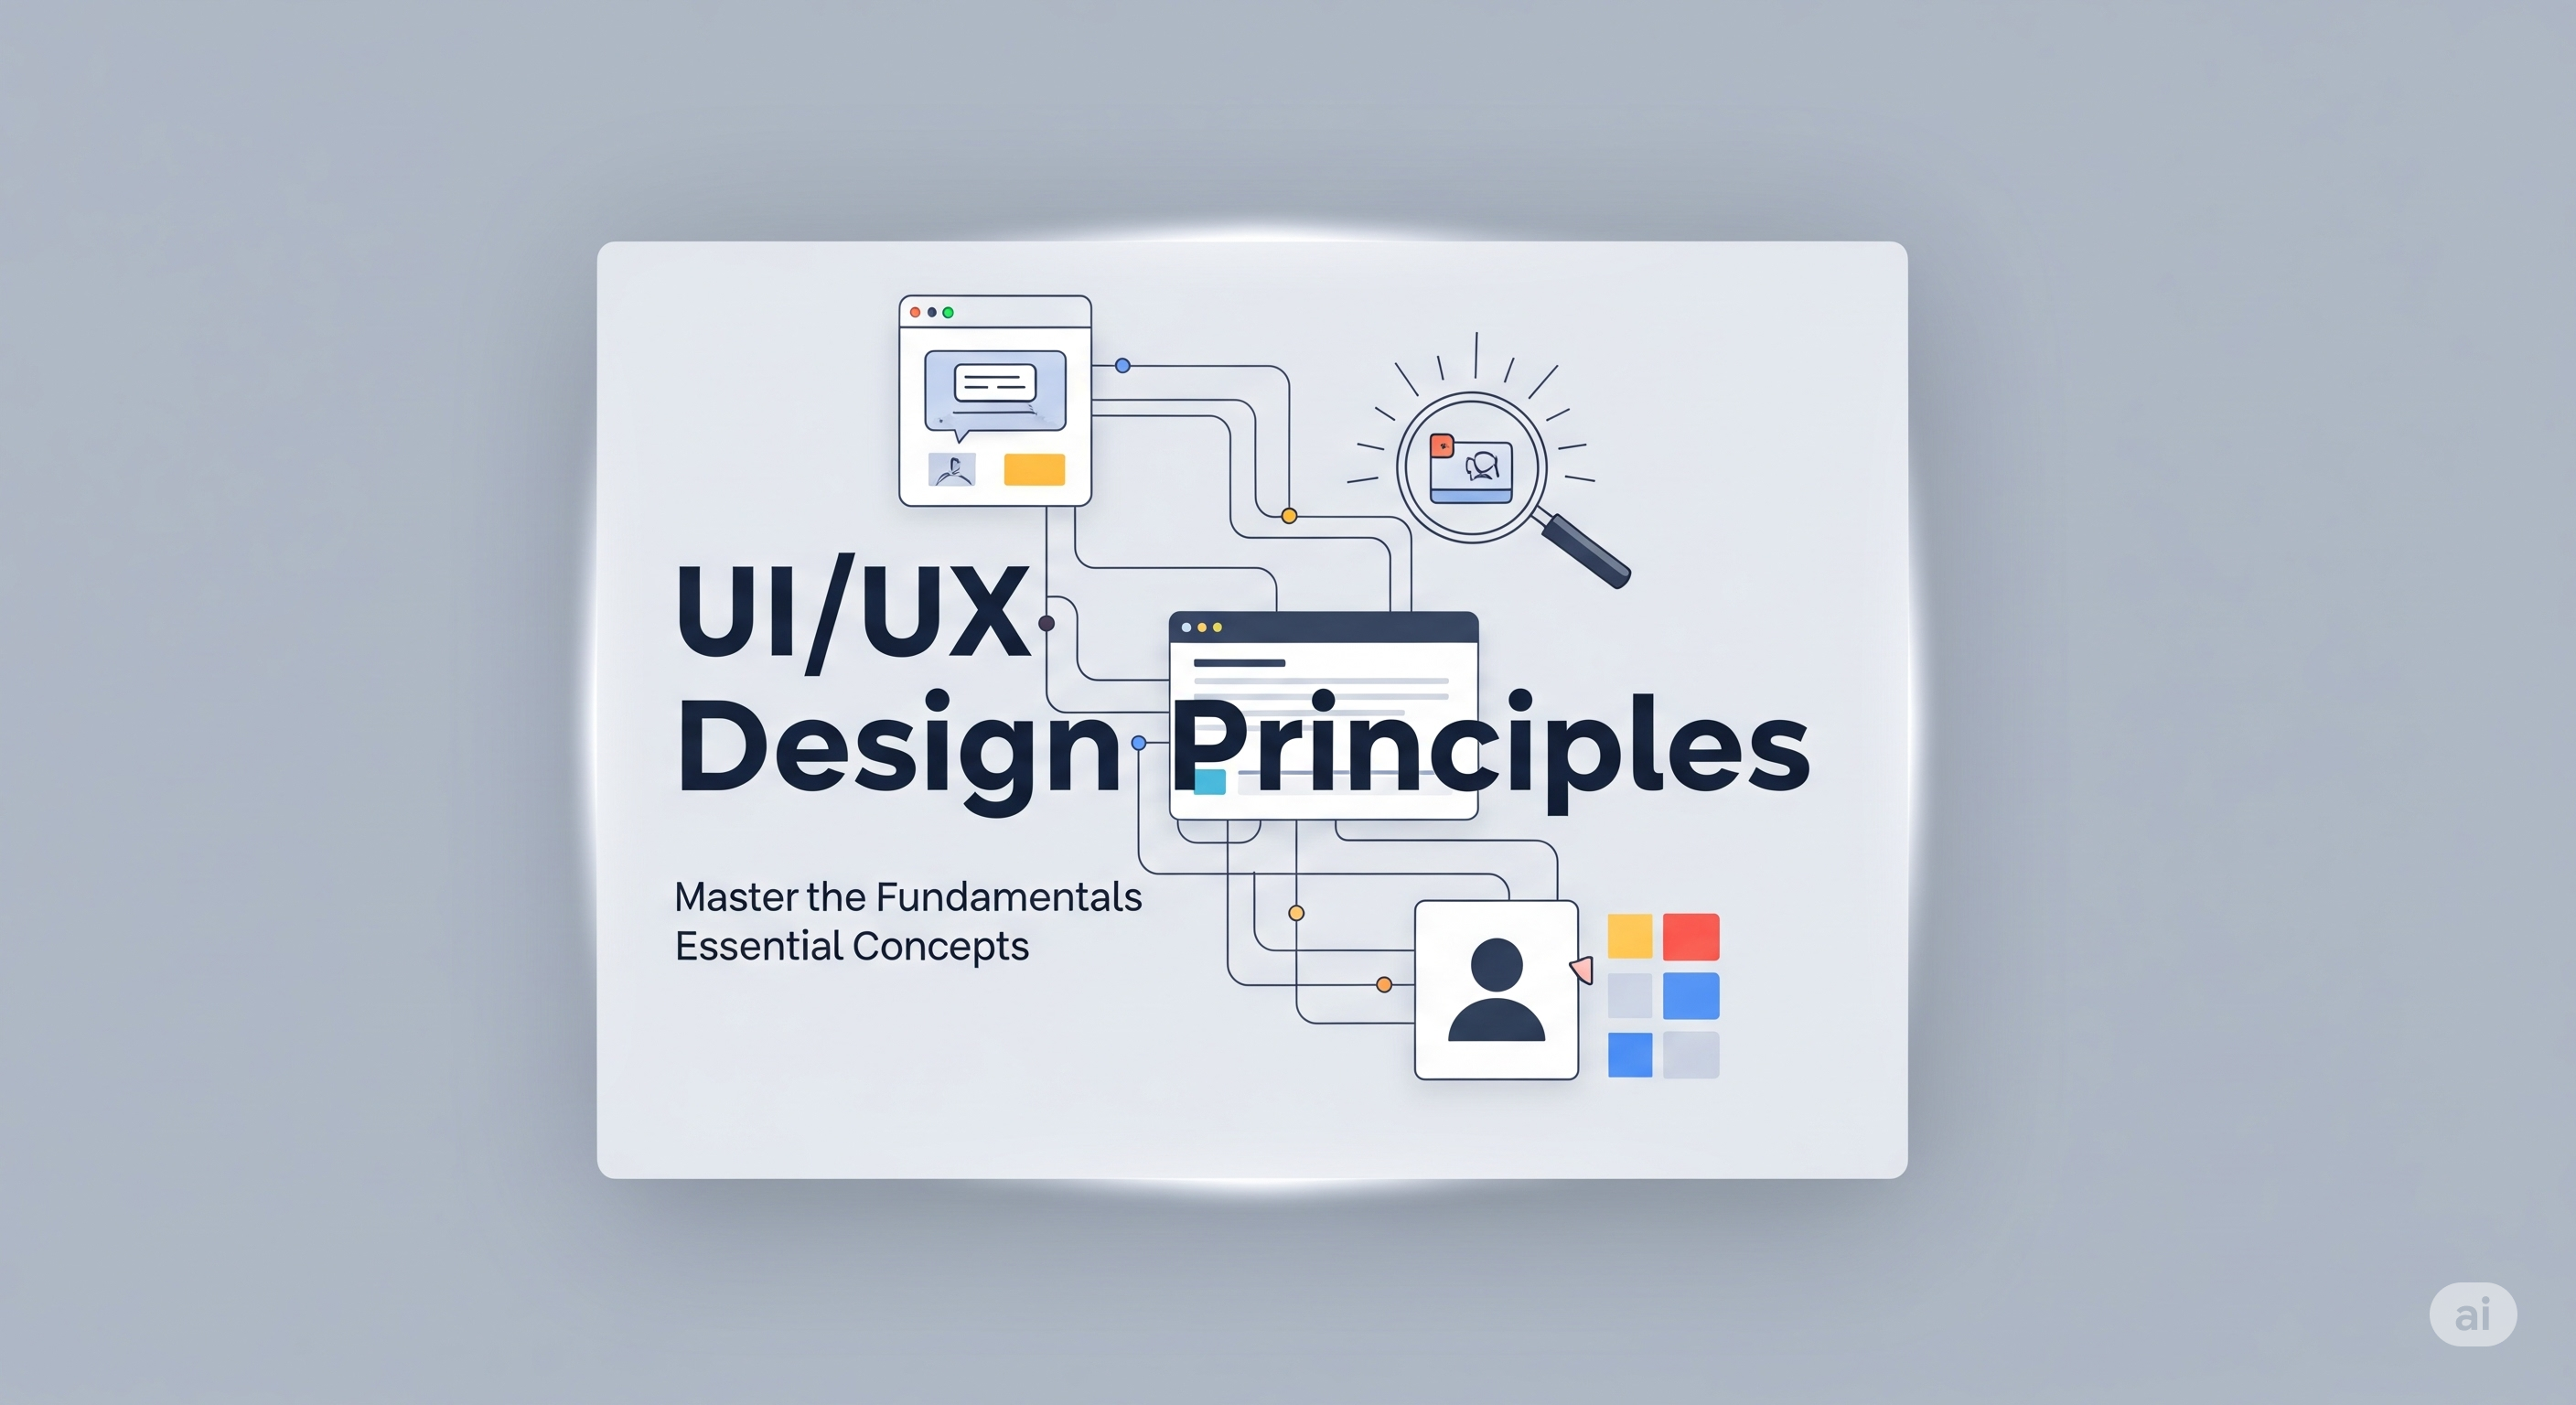 UI/UX
Design Principles
Master the Fundamentals
Essential Concepts
ai